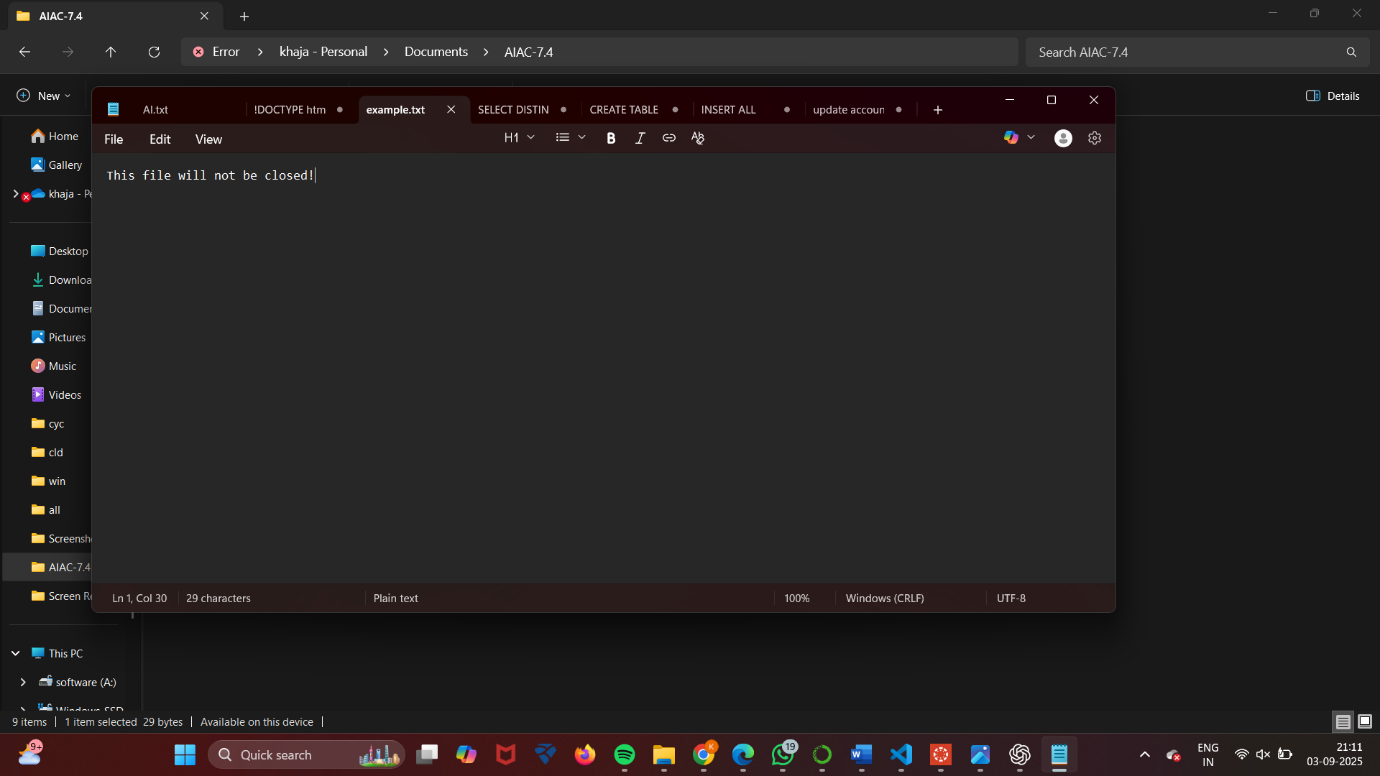 AIAC-7.4
Error > khaja - Personal > Documents > AIAC-7.4
Search AIAC-7.4
New
Details
AI.txt
!DOCTYPE htm
example.txt
SELECT DISTIN
CREATE TABLE
INSERT ALL
update accoun
File Edit View
H1
This file will not be closed!
Home
Gallery
khaja - Pe
Desktop
Downloa
Documen
Pictures
Music
Videos
cyc
cld
win
all
Screensh
AIAC-7.4
Screen Re
This PC
software (A:)
Windows-SSD
Ln 1, Col 30
29 characters
Plain text
100%
Windows (CRLF)
UTF-8
9 items
1 item selected 29 bytes
Available on this device
9+
Quick search
K
19
ENG
IN
21:11
03-09-2025